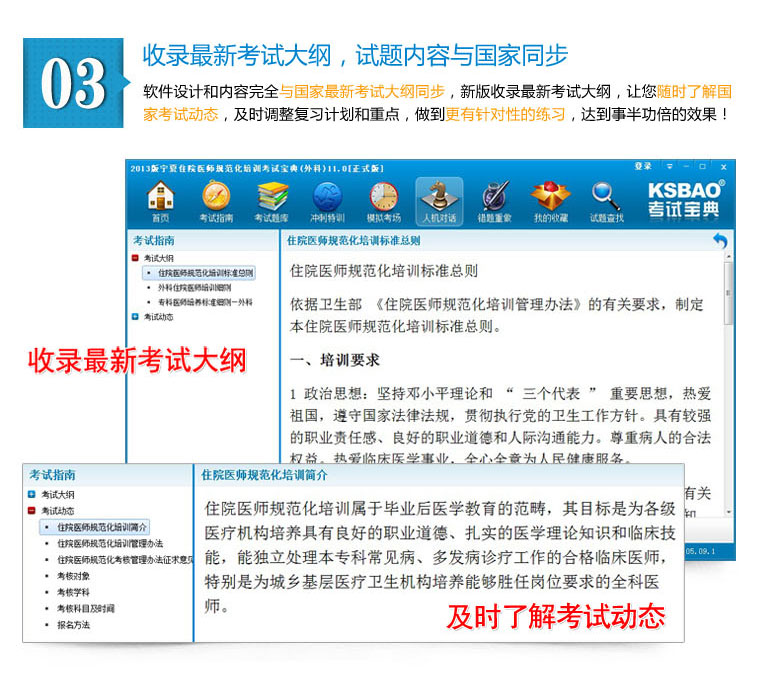 03
收录最新考试大纲，试题内容与国家同步
软件设计和内容完全与国家最新考试大纲同步，新版收录最新考试大纲，让您随时了解国
家考试动态，及时调整复习计划和重点，做到更有针对性的练习，达到事半功倍的效果！
2013版宁夏住院医师规范化培训考试宝典(外科)11.0[正式版]
登录
首页 考试指南 考试题库 冲刺特训 模拟考场 人机对话 错题重做 我的收藏 试题查找
KSBAO®
考试宝典
考试指南
考试大纲
住院医师规范化培训标准总则
外科住院医师培训细则
专科医师培养标准细则—外科
考试动态
住院医师规范化培训标准总则
住院医师规范化培训标准总则
依据卫生部 《住院医师规范化培训管理办法》的有关要求，制定
本住院医师规范化培训标准总则。
一、培训要求
1 政治思想：坚持邓小平理论和 “ 三个代表 ” 重要思想，热爱
祖国，遵守国家法律法规，贯彻执行党的卫生工作方针。具有较强
的职业责任感、良好的职业道德和人际沟通能力。尊重病人的合法
权益。热爱临床医学事业，全心全意为人民健康服务。
有关
05.09.1
收录最新考试大纲
考试指南
考试大纲
考试动态
住院医师规范化培训简介
住院医师规范化培训管理办法
住院医师规范化考核管理办法征求意见
考核对象
考核学科
考核科目及时间
报名方法
住院医师规范化培训简介
住院医师规范化培训属于毕业后医学教育的范畴，其目标是为各级
医疗机构培养具有良好的职业道德、扎实的医学理论知识和临床技
能，能独立处理本专科常见病、多发病诊疗工作的合格临床医师，
特别是为城乡基层医疗卫生机构培养能够胜任岗位要求的全科医
师。
及时了解考试动态